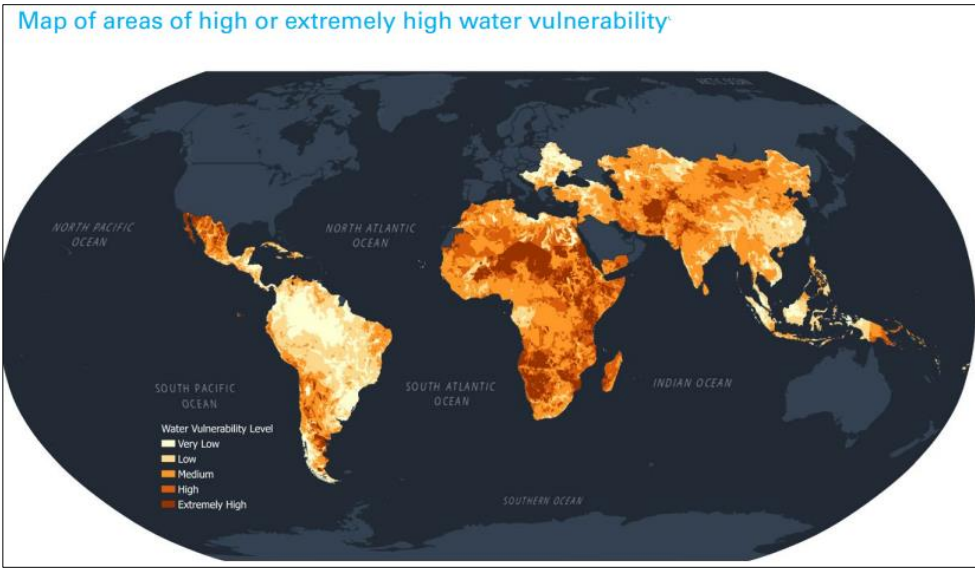 Map of areas of high or extremely high water vulnerability
NORTH PACIFIC
OCEAN
NORTH ATLANTIC
OCEAN
SOUTH PACIFIC
OCEAN
SOUTH ATLANTIC
OCEAN
INDIAN OCEAN
Water Vulnerability Level
Very Low
Low
Medium
High
Extremely High
SOUTHERN OCEAN